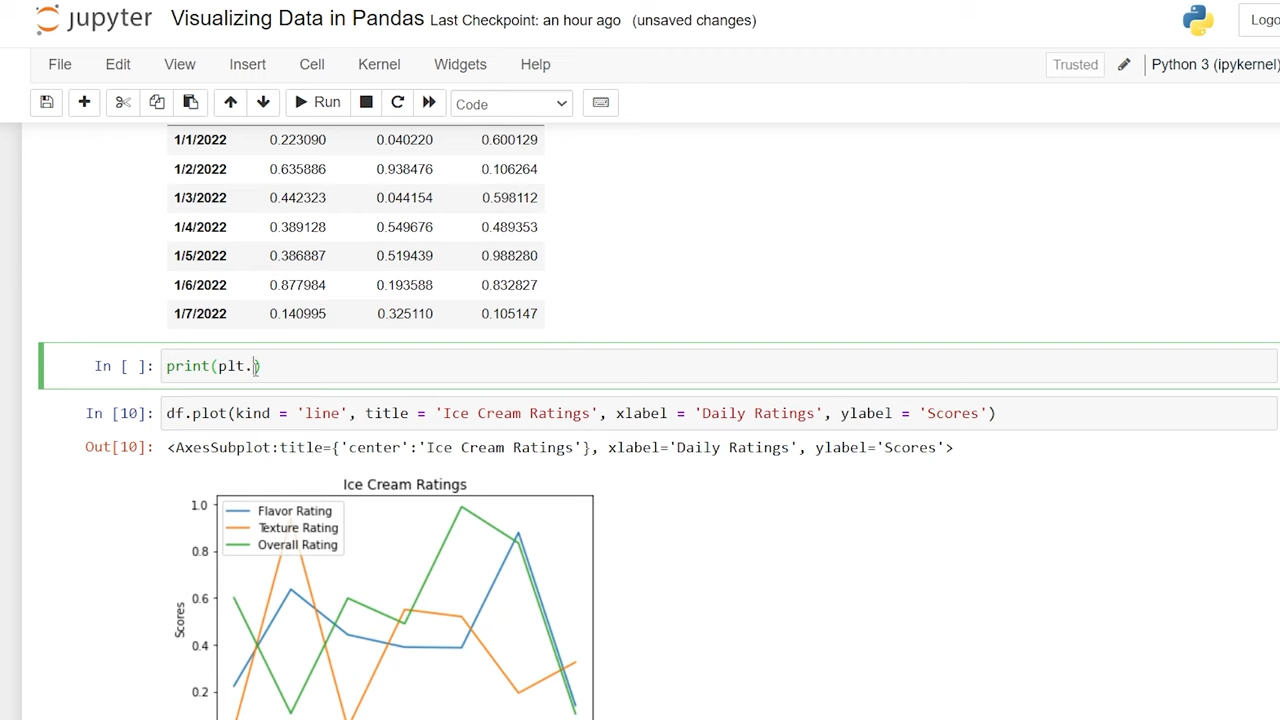 jupyter Visualizing Data in Pandas Last Checkpoint: an hour ago (unsaved changes)
File Edit View Insert Cell Kernel Widgets Help Trusted Python 3 (ipykernel)
Run Code
1/1/2022 0.223090 0.040220 0.600129
1/2/2022 0.635886 0.938476 0.106264
1/3/2022 0.442323 0.044154 0.598112
1/4/2022 0.389128 0.549676 0.489353
1/5/2022 0.386887 0.519439 0.988280
1/6/2022 0.877984 0.193588 0.832827
1/7/2022 0.140995 0.325110 0.105147
In [ ]: print(plt.)
In [10]: df.plot(kind = 'line', title = 'Ice Cream Ratings', xlabel = 'Daily Ratings', ylabel = 'Scores')
Out[10]: <AxesSubplot:title={'center':'Ice Cream Ratings'}, xlabel='Daily Ratings', ylabel='Scores'>
Ice Cream Ratings
1.0
Flavor Rating
Texture Rating
Overall Rating
0.8
0.6
Scores
0.4
0.2